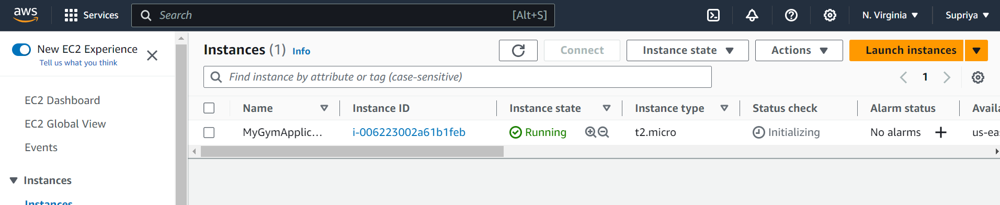 aws
Services
Search [Alt+S]
N. Virginia
Supriya
New EC2 Experience
Tell us what you think
EC2 Dashboard
EC2 Global View
Events
Instances
Instances
Instances (1) Info
Connect
Instance state
Actions
Launch instances
Find instance by attribute or tag (case-sensitive)
1
Name Instance ID Instance state Instance type Status check Alarm status Availa
MyGymApplic... i-006223002a61b1feb Running t2.micro Initializing No alarms + us-eas